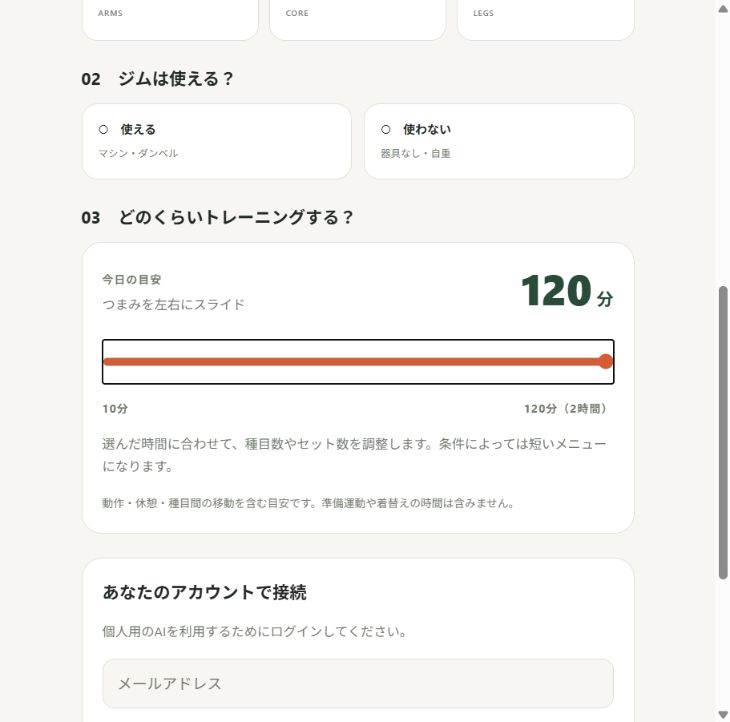 ARMS
CORE
LEGS
02 ジムは使える？
使える
マシン・ダンベル
使わない
器具なし・自重
03 どのくらいトレーニングする？
今日の目安
つまみを左右にスライド
120 分
10分
120分（2時間）
選んだ時間に合わせて、種目数やセット数を調整します。条件によっては短いメニュー
になります。
動作・休憩・種目間の移動を含む目安です。準備運動や着替えの時間は含みません。
あなたのアカウントで接続
個人用のAIを利用するためにログインしてください。
メールアドレス